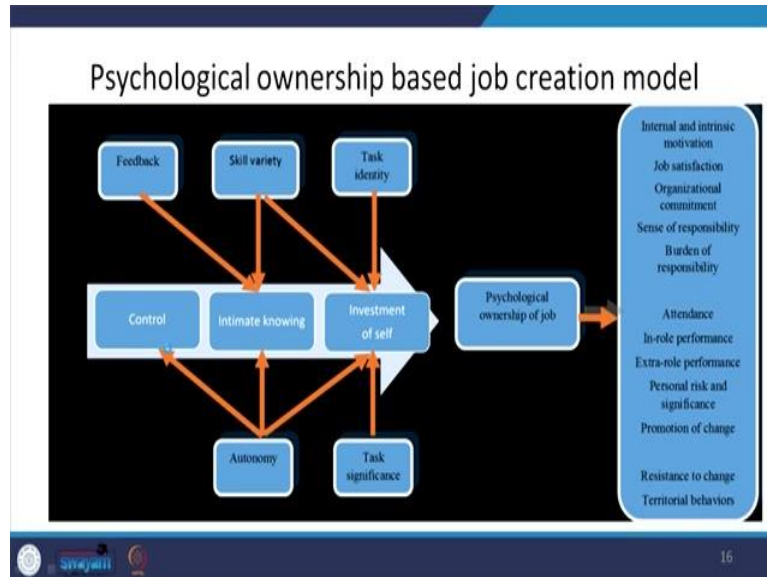 Psychological ownership based job creation model
Feedback
Skill variety
Task
identity
Control
Intimate knowing
Investment
of self
Autonomy
Task
significance
Psychological
ownership of job
Internal and intrinsic
motivation
Job satisfaction
Organizational
commitment
Sense of responsibility
Burden of
responsibility
Attendance
In-role performance
Extra-role performance
Personal risk and
significance
Promotion of change
Resistance to change
Territorial behaviors
swayam
16